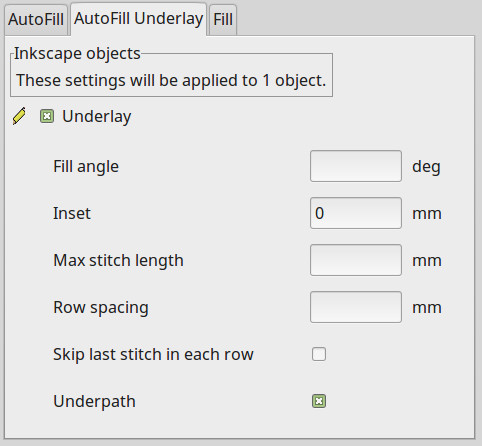 AutoFill AutoFill Underlay Fill
Inkscape objects
These settings will be applied to 1 object.
Underlay
Fill angle deg
Inset 0 mm
Max stitch length mm
Row spacing mm
Skip last stitch in each row
Underpath